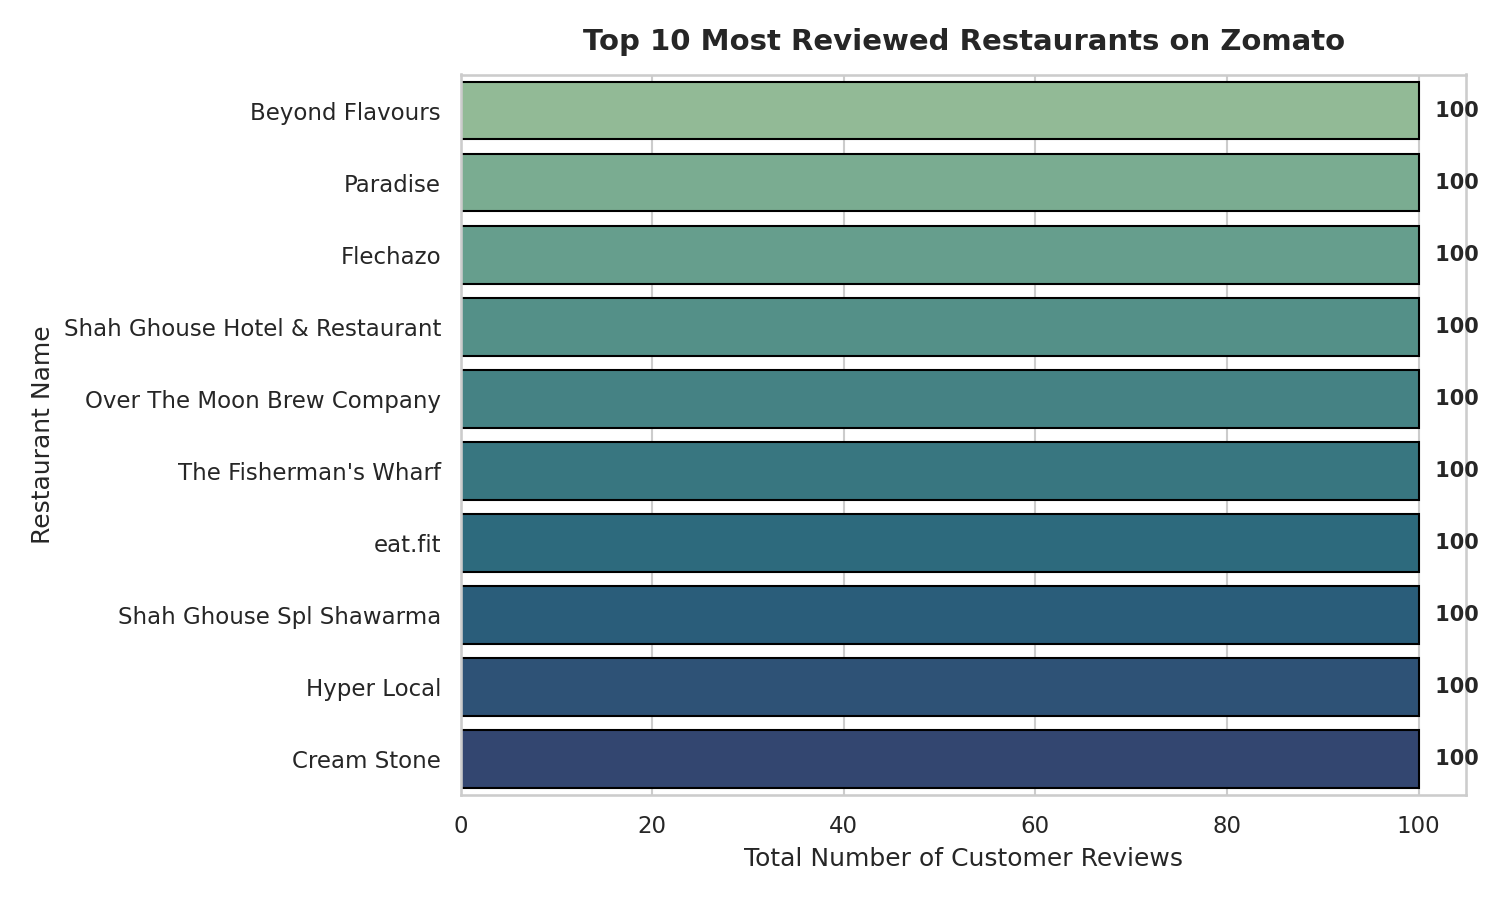 Top 10 Most Reviewed Restaurants on Zomato
Restaurant Name
Beyond Flavours 100
Paradise 100
Flechazo 100
Shah Ghouse Hotel & Restaurant 100
Over The Moon Brew Company 100
The Fisherman's Wharf 100
eat.fit 100
Shah Ghouse Spl Shawarma 100
Hyper Local 100
Cream Stone 100
0 20 40 60 80 100
Total Number of Customer Reviews